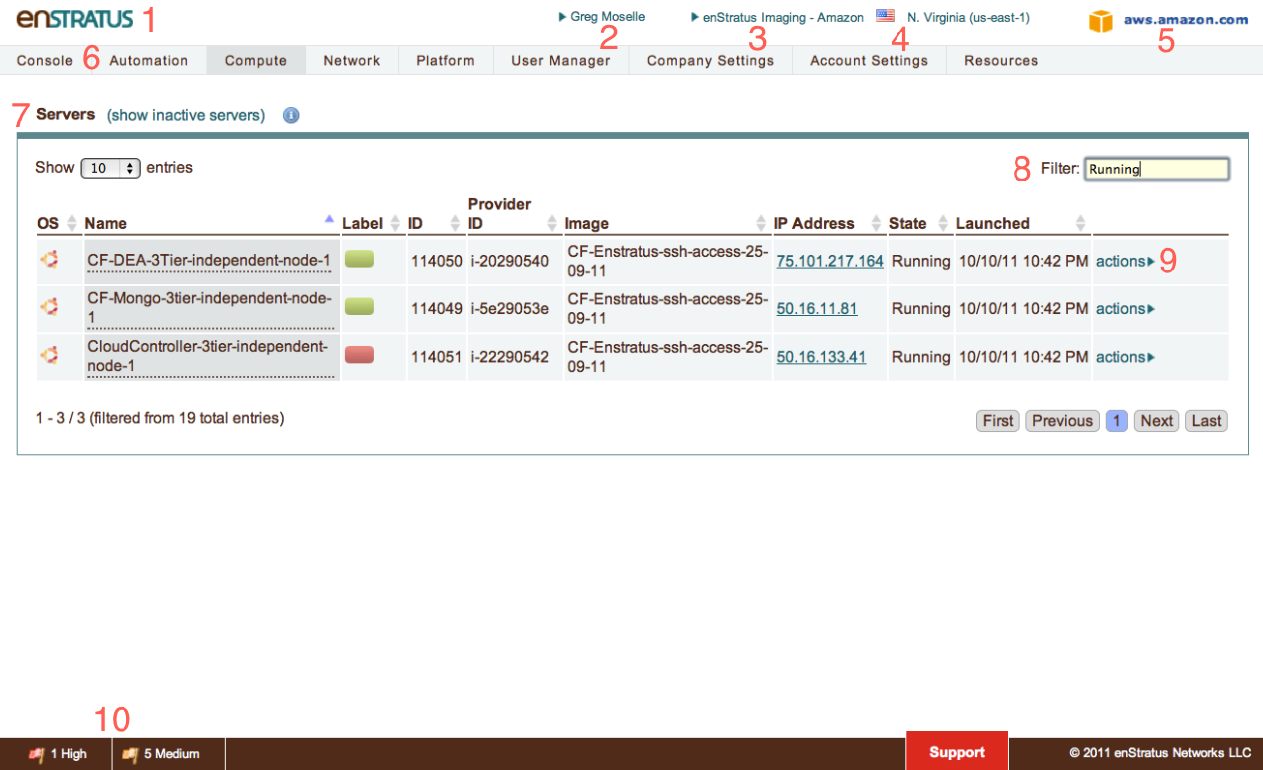 enSTRATUS 1
Greg Moselle enStratus Imaging - Amazon N. Virginia (us-east-1) aws.amazon.com
2 3 4 5
Console 6 Automation Compute Network Platform User Manager Company Settings Account Settings Resources
7 Servers (show inactive servers) i
Show 10 entries 8 Filter: Running
OS Name Label ID Provider ID Image IP Address State Launched
CF-DEA-3Tier-independent-node-1 114050 i-20290540 CF-Enstratus-ssh-access-25-09-11 75.101.217.164 Running 10/10/11 10:42 PM actions 9
CF-Mongo-3tier-independent-node-1 114049 i-5e29053e CF-Enstratus-ssh-access-25-09-11 50.16.11.81 Running 10/10/11 10:42 PM actions
CloudController-3tier-independent-node-1 114051 i-22290542 CF-Enstratus-ssh-access-25-09-11 50.16.133.41 Running 10/10/11 10:42 PM actions
1 - 3 / 3 (filtered from 19 total entries) First Previous 1 Next Last
10
1 High 5 Medium Support © 2011 enStratus Networks LLC